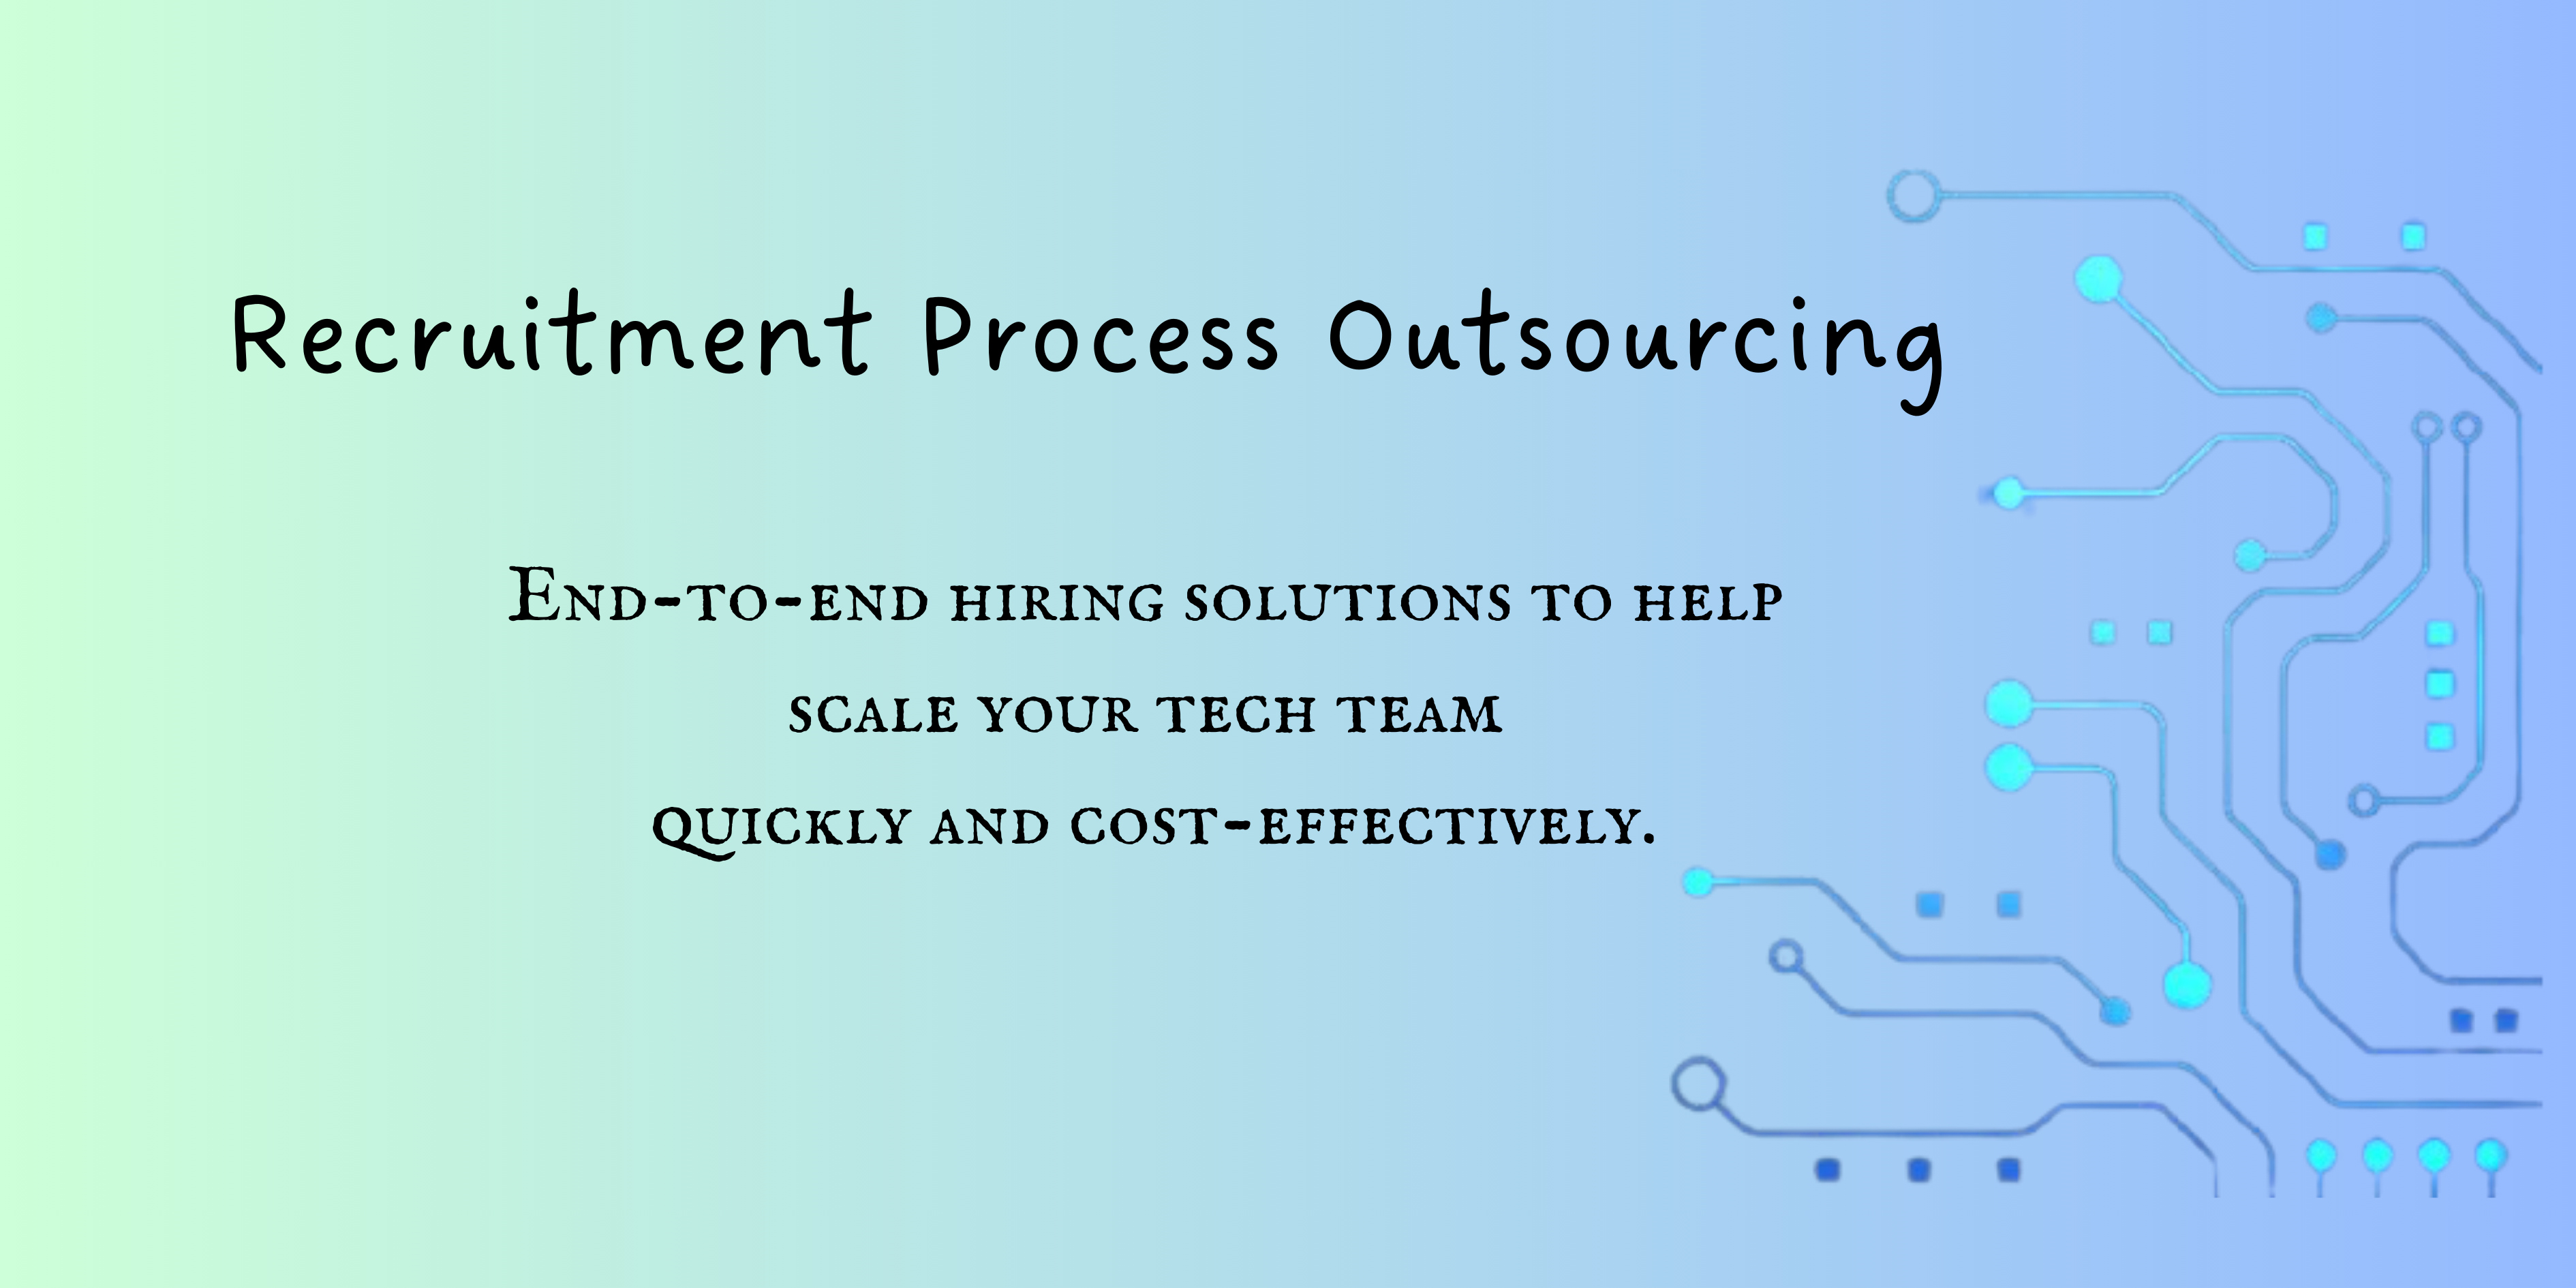 Recruitment Process Outsourcing
End-to-end hiring solutions to help
scale your tech team
quickly and cost-effectively.